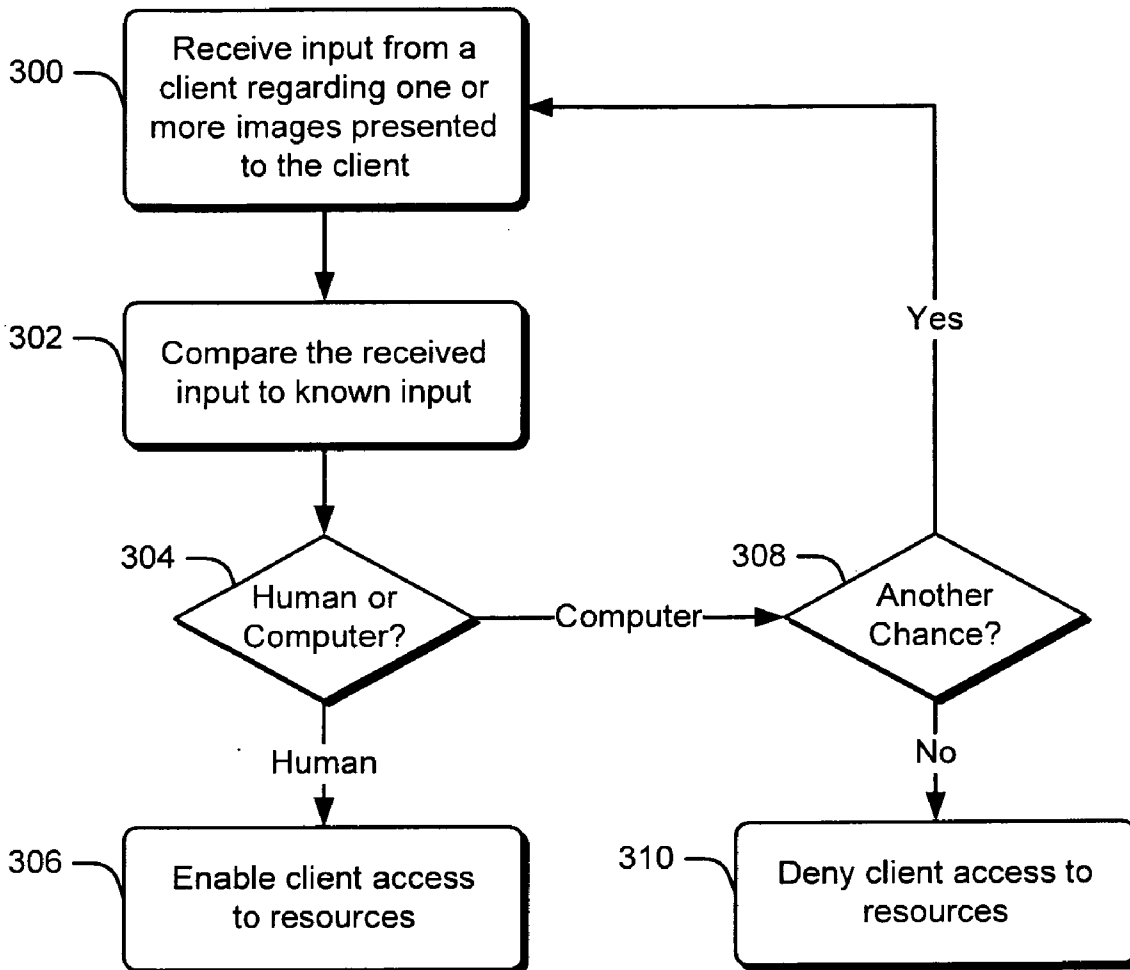 300
Receive input from a
client regarding one or
more images presented
to the client
302
Compare the received
input to known input
Yes
304
Human or
Computer?
Computer
308
Another
Chance?
Human
No
306
Enable client access
to resources
310
Deny client access to
resources